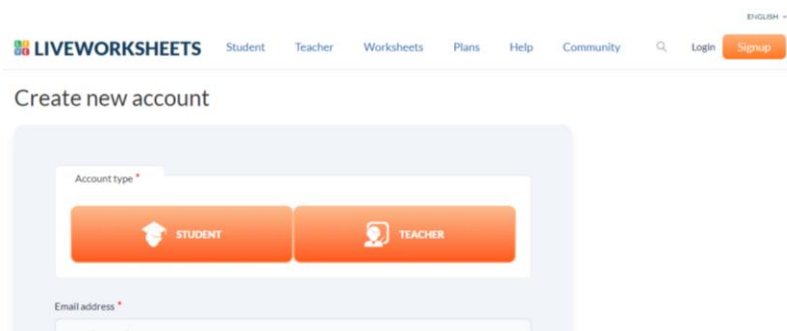 ENGLISH
LIVEWORKSHEETS Student Teacher Worksheets Plans Help Community Login Signup
Create new account
Account type *
STUDENT TEACHER
Email address *